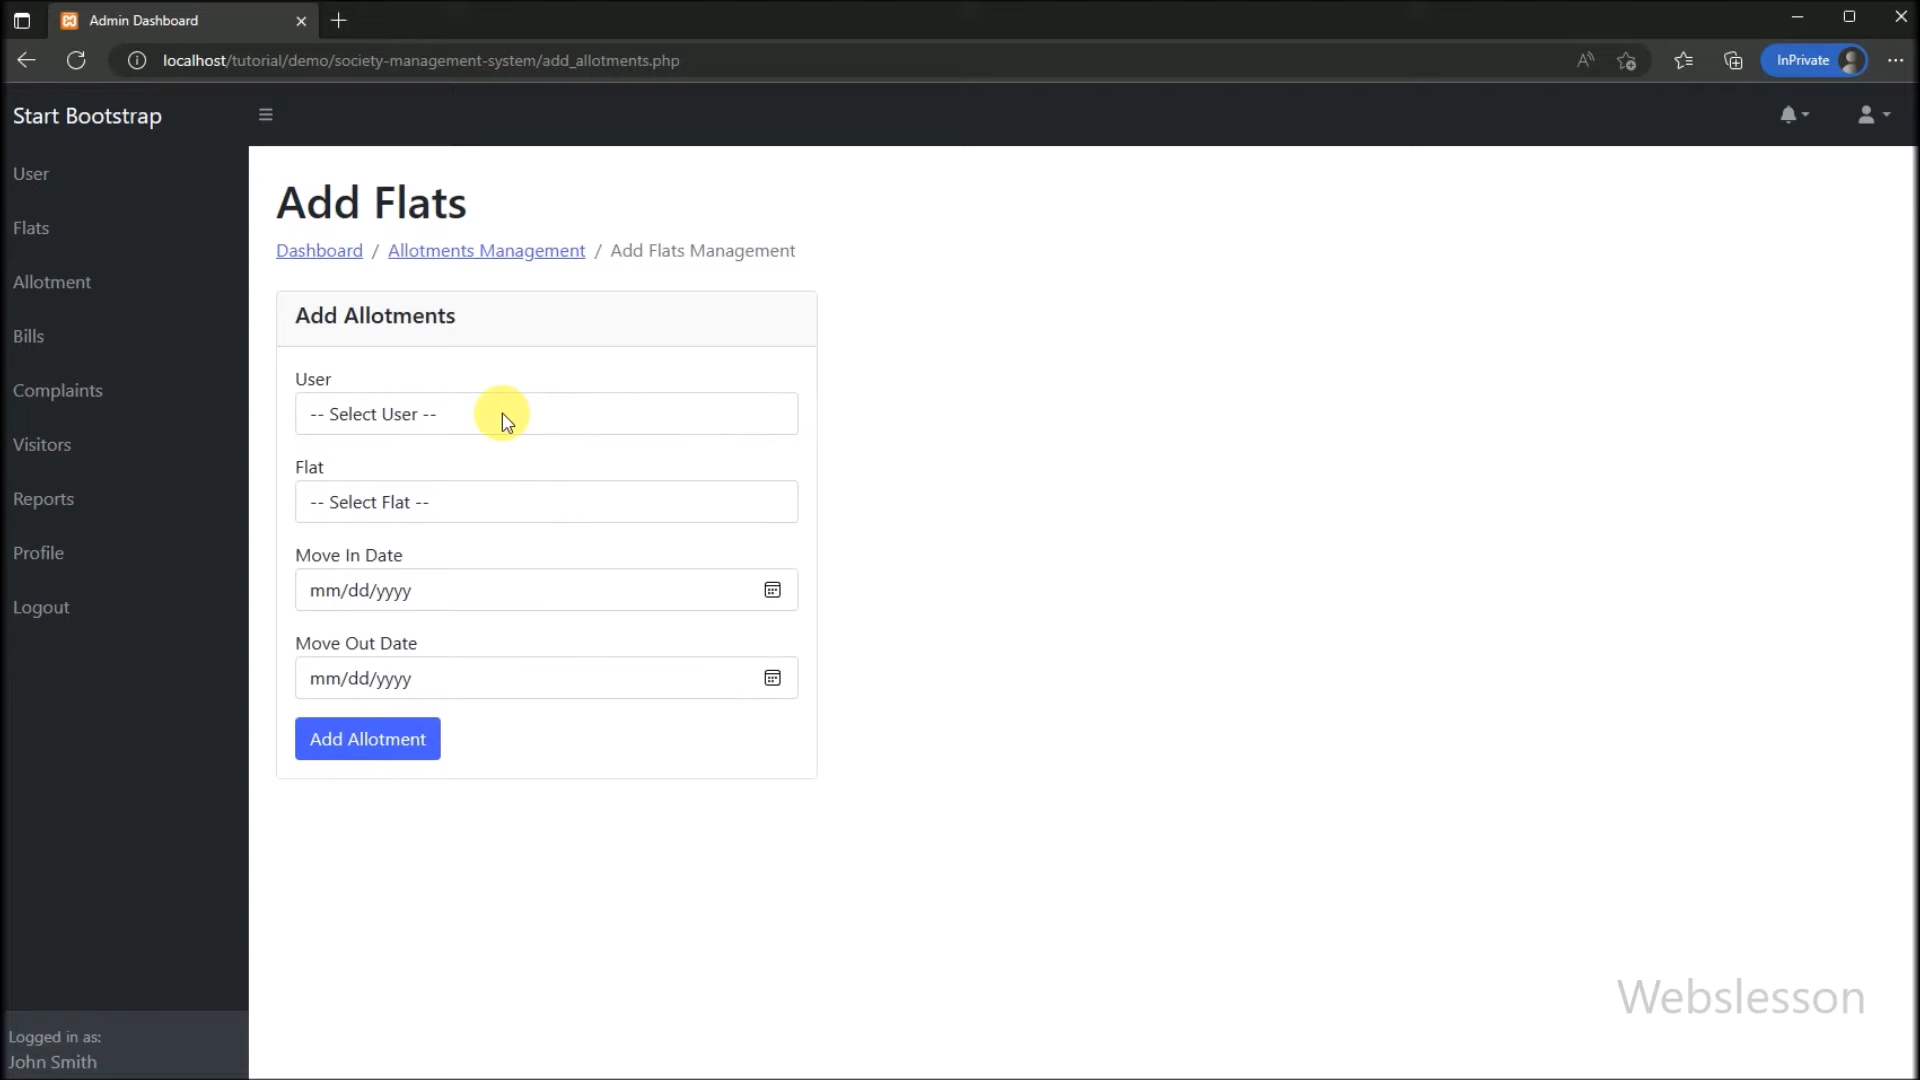 Admin Dashboard
localhost/tutorial/demo/society-management-system/add_allotments.php
InPrivate
Start Bootstrap
User
Flats
Allotment
Bills
Complaints
Visitors
Reports
Profile
Logout
Logged in as:
John Smith
Add Flats
Dashboard / Allotments Management / Add Flats Management
Add Allotments
User
-- Select User --
Flat
-- Select Flat --
Move In Date
mm/dd/yyyy
Move Out Date
mm/dd/yyyy
Add Allotment
Webslesson